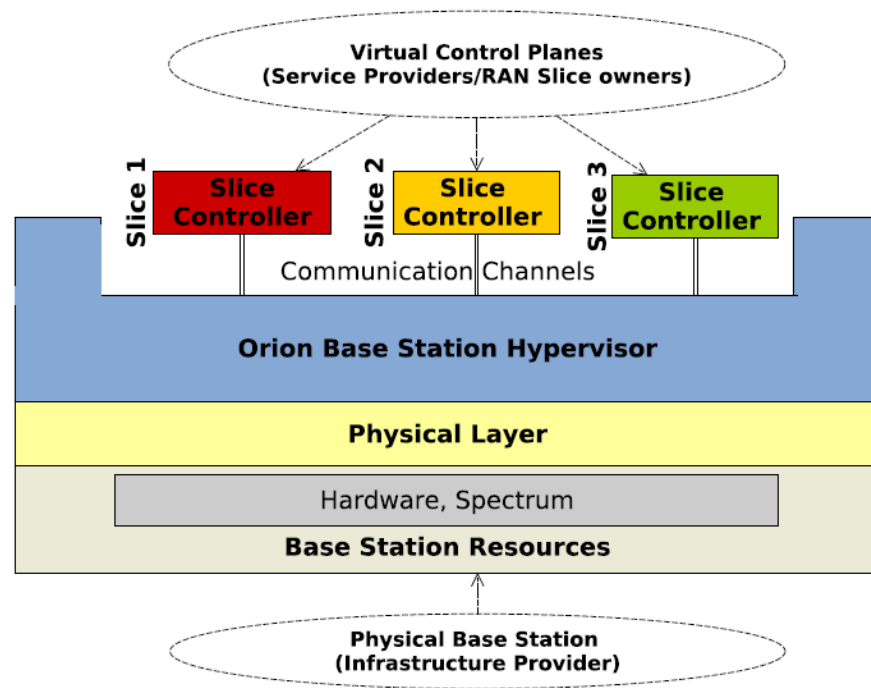 Virtual Control Planes
(Service Providers/RAN Slice owners)
Slice 1
Slice
Controller
Slice 2
Slice
Controller
Slice 3
Slice
Controller
Communication Channels
Orion Base Station Hypervisor
Physical Layer
Hardware, Spectrum
Base Station Resources
Physical Base Station
(Infrastructure Provider)